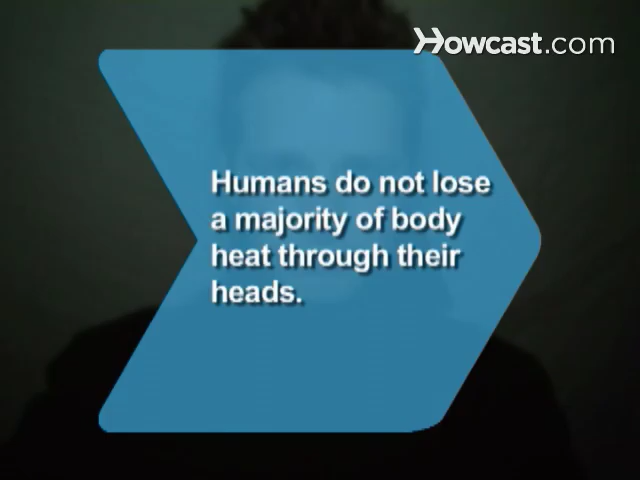 Howcast.com
Humans do not lose
a majority of body
heat through their
heads.